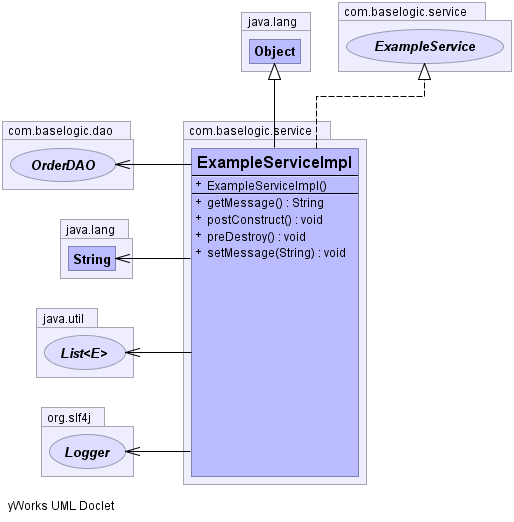 java.lang
Object
com.baselogic.service
ExampleService
com.baselogic.dao
OrderDAO
com.baselogic.service
ExampleServiceImpl
+ ExampleServiceImpl()
+ getMessage() : String
+ postConstruct() : void
+ preDestroy() : void
+ setMessage(String) : void
java.lang
String
java.util
List<E>
org.slf4j
Logger
yWorks UML Doclet